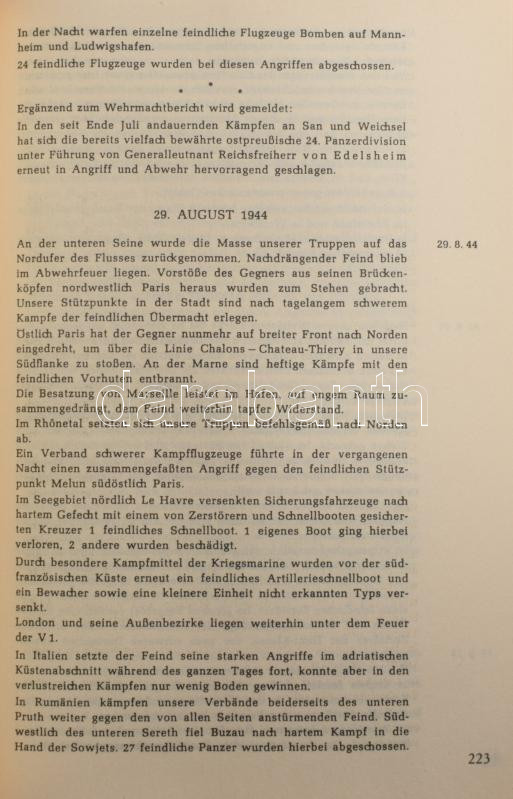 In der Nacht warfen einzelne feindliche Flugzeuge Bomben auf Mann-
heim und Ludwigshafen.
24 feindliche Flugzeuge wurden bei diesen Angriffen abgeschossen.
* * *
Ergänzend zum Wehrmachtbericht wird gemeldet:
In den seit Ende Juli andauernden Kämpfen an San und Weichsel
hat sich die bereits vielfach bewährte ostpreußische 24. Panzerdivision
unter Führung von Generalleutnant Reichsfreiherr von Edelsheim
erneut in Angriff und Abwehr hervorragend geschlagen.
29. AUGUST 1944
An der unteren Seine wurde die Masse unserer Truppen auf das 29. 8. 44
Nordufer des Flusses zurückgenommen. Nachdrängender Feind blieb
im Abwehrfeuer liegen. Vorstöße des Gegners aus seinen Brücken-
köpfen nordwestlich Paris heraus wurden zum Stehen gebracht.
Unsere Stützpunkte in der Stadt sind nach tagelangem schwerem
Kampfe der feindlichen Übermacht erlegen.
Östlich Paris hat der Gegner nunmehr auf breiter Front nach Norden
eingedreht, um über die Linie Chalons – Chateau-Thiery in unsere
Südflanke zu stoßen. An der Marne sind heftige Kämpfe mit den
feindlichen Vorhuten entbrannt.
Die Besatzung von Marseille leistet im Hafen, auf engem Raum zu-
sammengedrängt, dem Feind weiterhin tapfer Widerstand.
Im Rhônetal setzten sich unsere Truppen befehlsgemäß nach Norden
ab.
Ein Verband schwerer Kampfflugzeuge führte in der vergangenen
Nacht einen zusammengefaßten Angriff gegen den feindlichen Stütz-
punkt Melun südöstlich Paris.
Im Seegebiet nördlich Le Havre versenkten Sicherungsfahrzeuge nach
hartem Gefecht mit einem von Zerstörern und Schnellbooten gesicher-
ten Kreuzer 1 feindliches Schnellboot. 1 eigenes Boot ging hierbei
verloren, 2 andere wurden beschädigt.
Durch besondere Kampfmittel der Kriegsmarine wurden vor der süd-
französischen Küste erneut ein feindliches Artillerieschnellboot und
ein Bewacher sowie eine kleinere Einheit nicht erkannten Typs ver-
senkt.
London und seine Außenbezirke liegen weiterhin unter dem Feuer
der V 1.
In Italien setzte der Feind seine starken Angriffe im adriatischen
Küstenabschnitt während des ganzen Tages fort, konnte aber in den
verlustreichen Kämpfen nur wenig Boden gewinnen.
In Rumänien kämpfen unsere Verbände beiderseits des unteren
Pruth weiter gegen den von allen Seiten anstürmenden Feind. Süd-
westlich des unteren Sereth fiel Buzau nach hartem Kampf in die
Hand der Sowjets. 27 feindliche Panzer wurden hierbei abgeschossen.
223
darabanth